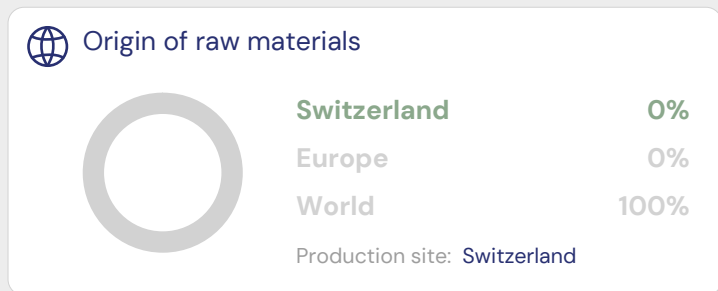 Origin of raw materials
Switzerland 0%
Europe 0%
World 100%
Production site: Switzerland